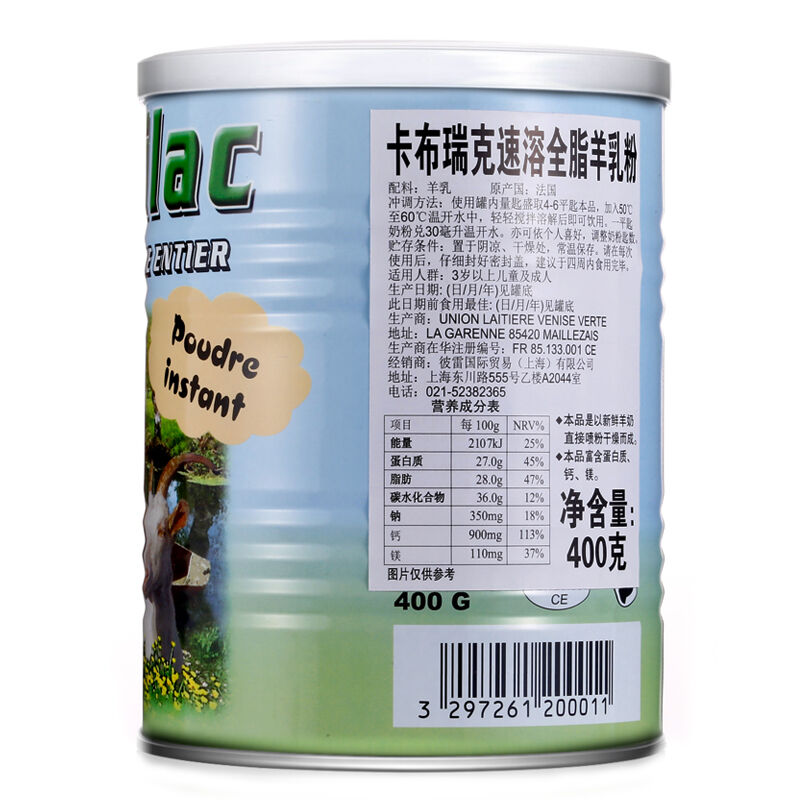 lac
E ENTIER
Poudre
instant
卡布瑞克速溶全脂羊乳粉
配料：羊乳 原产国：法国
冲调方法：使用罐内量匙盛取4-6平匙本品，加入50℃
至60℃温开水中，轻轻搅拌溶解后即可饮用。一平匙
奶粉兑30毫升温开水。亦可依个人喜好，调整奶粉匙数。
贮存条件：置于阴凉、干燥处，常温保存。请在每次
使用后，仔细封好密封盖，建议于四周内食用完毕。
适用人群：3岁以上儿童及成人
生产日期：(日/月/年)见罐底
此日期前食用最佳：(日/月/年)见罐底
生产商：UNION LAITIERE VENISE VERTE
地址：LA GARENNE 85420 MAILLEZAIS
生产商在华注册编号：FR 85.133.001 CE
经销商：彼雷国际贸易（上海）有限公司
地址：上海东川路555号乙楼A2044室
电话：021-52382365
营养成分表
项目 每 100g NRV%
能量 2107kJ 25%
蛋白质 27.0g 45%
脂肪 28.0g 47%
碳水化合物 36.0g 12%
钠 350mg 18%
钙 900mg 113%
镁 110mg 37%
图片仅供参考
◆本品是以新鲜羊奶
直接喷粉干燥而成。
◆本品富含蛋白质、
钙、镁。
净含量：
400克
400 G
CE
3 297261 200011